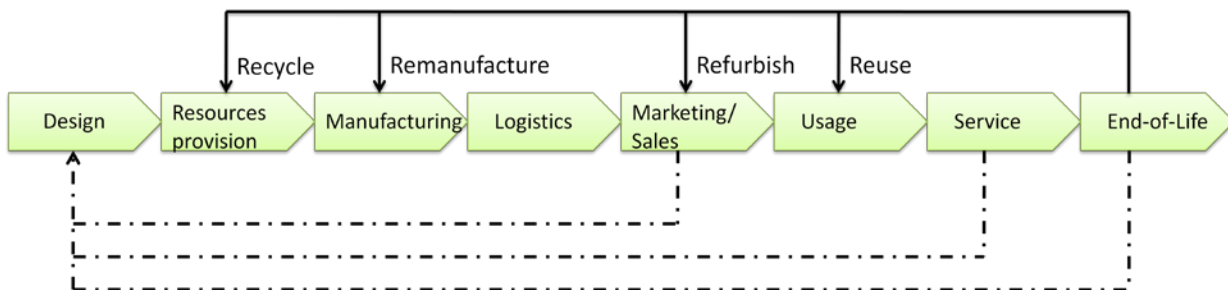 Recycle
Remanufacture
Refurbish
Reuse
Design
Resources
provision
Manufacturing
Logistics
Marketing/
Sales
Usage
Service
End-of-Life